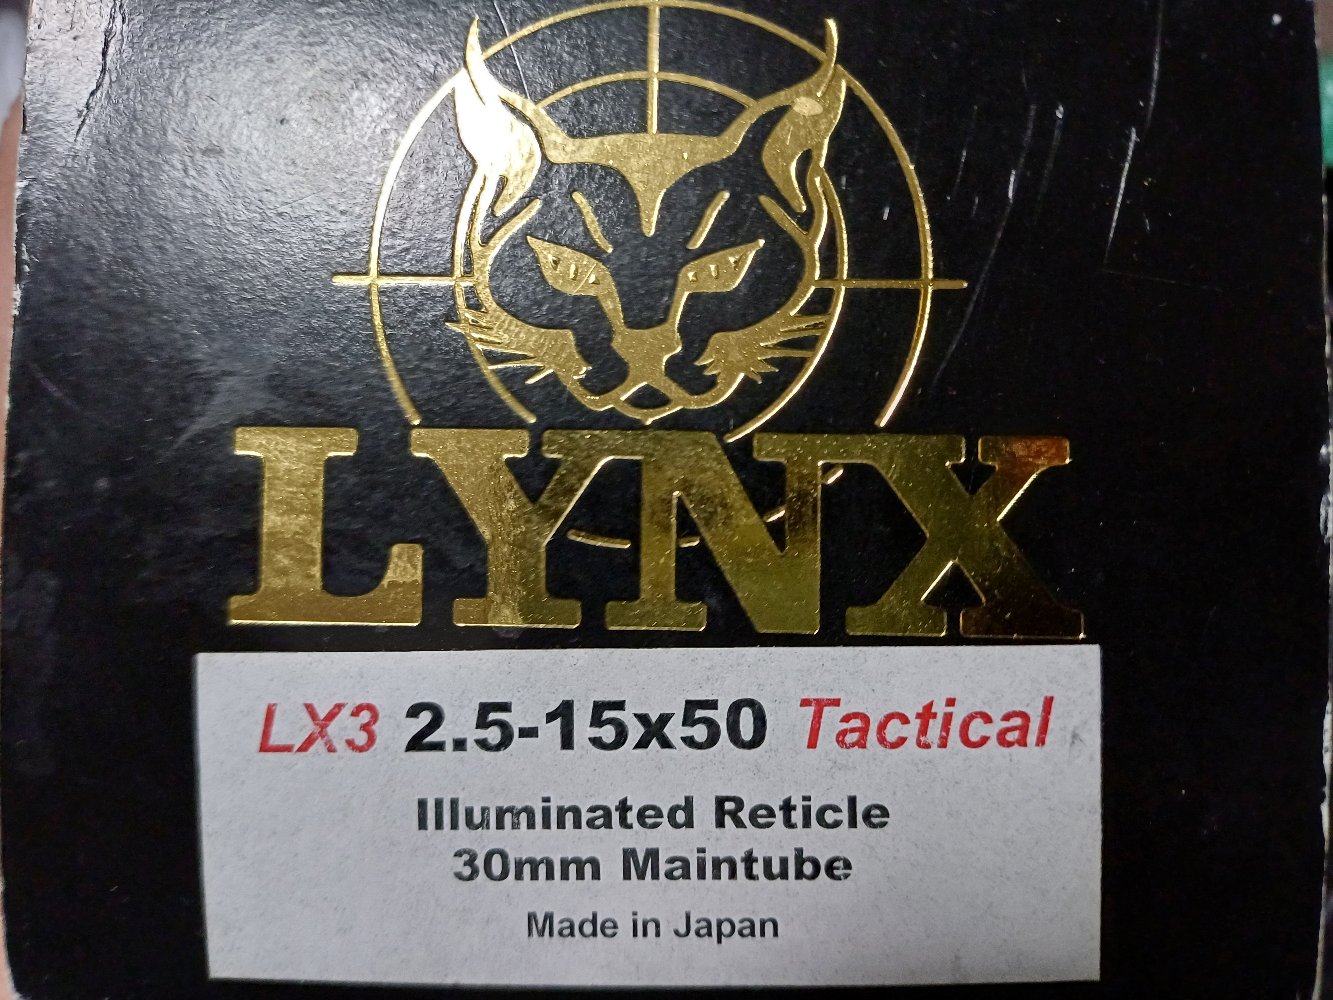 LYNX
LX3 2.5-15x50 Tactical
Illuminated Reticle
30mm Maintube
Made in Japan